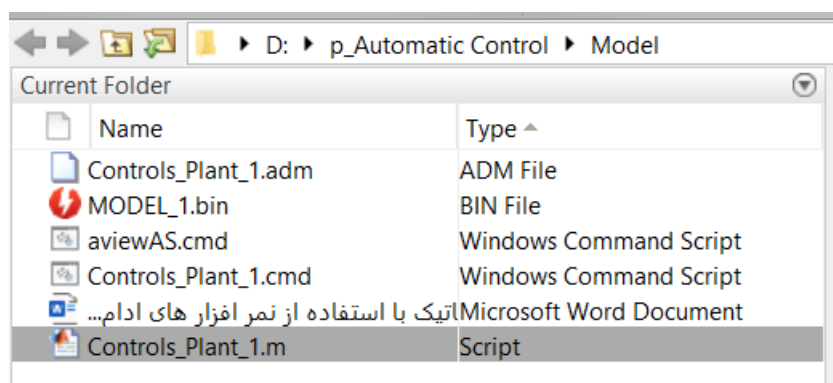 D: ▸ p_Automatic Control ▸ Model
Current Folder
Name Type
Controls_Plant_1.adm ADM File
MODEL_1.bin BIN File
aviewAS.cmd Windows Command Script
Controls_Plant_1.cmd Windows Command Script
اتیک با استفاده از نمر افزار های ادام... Microsoft Word Document
Controls_Plant_1.m Script